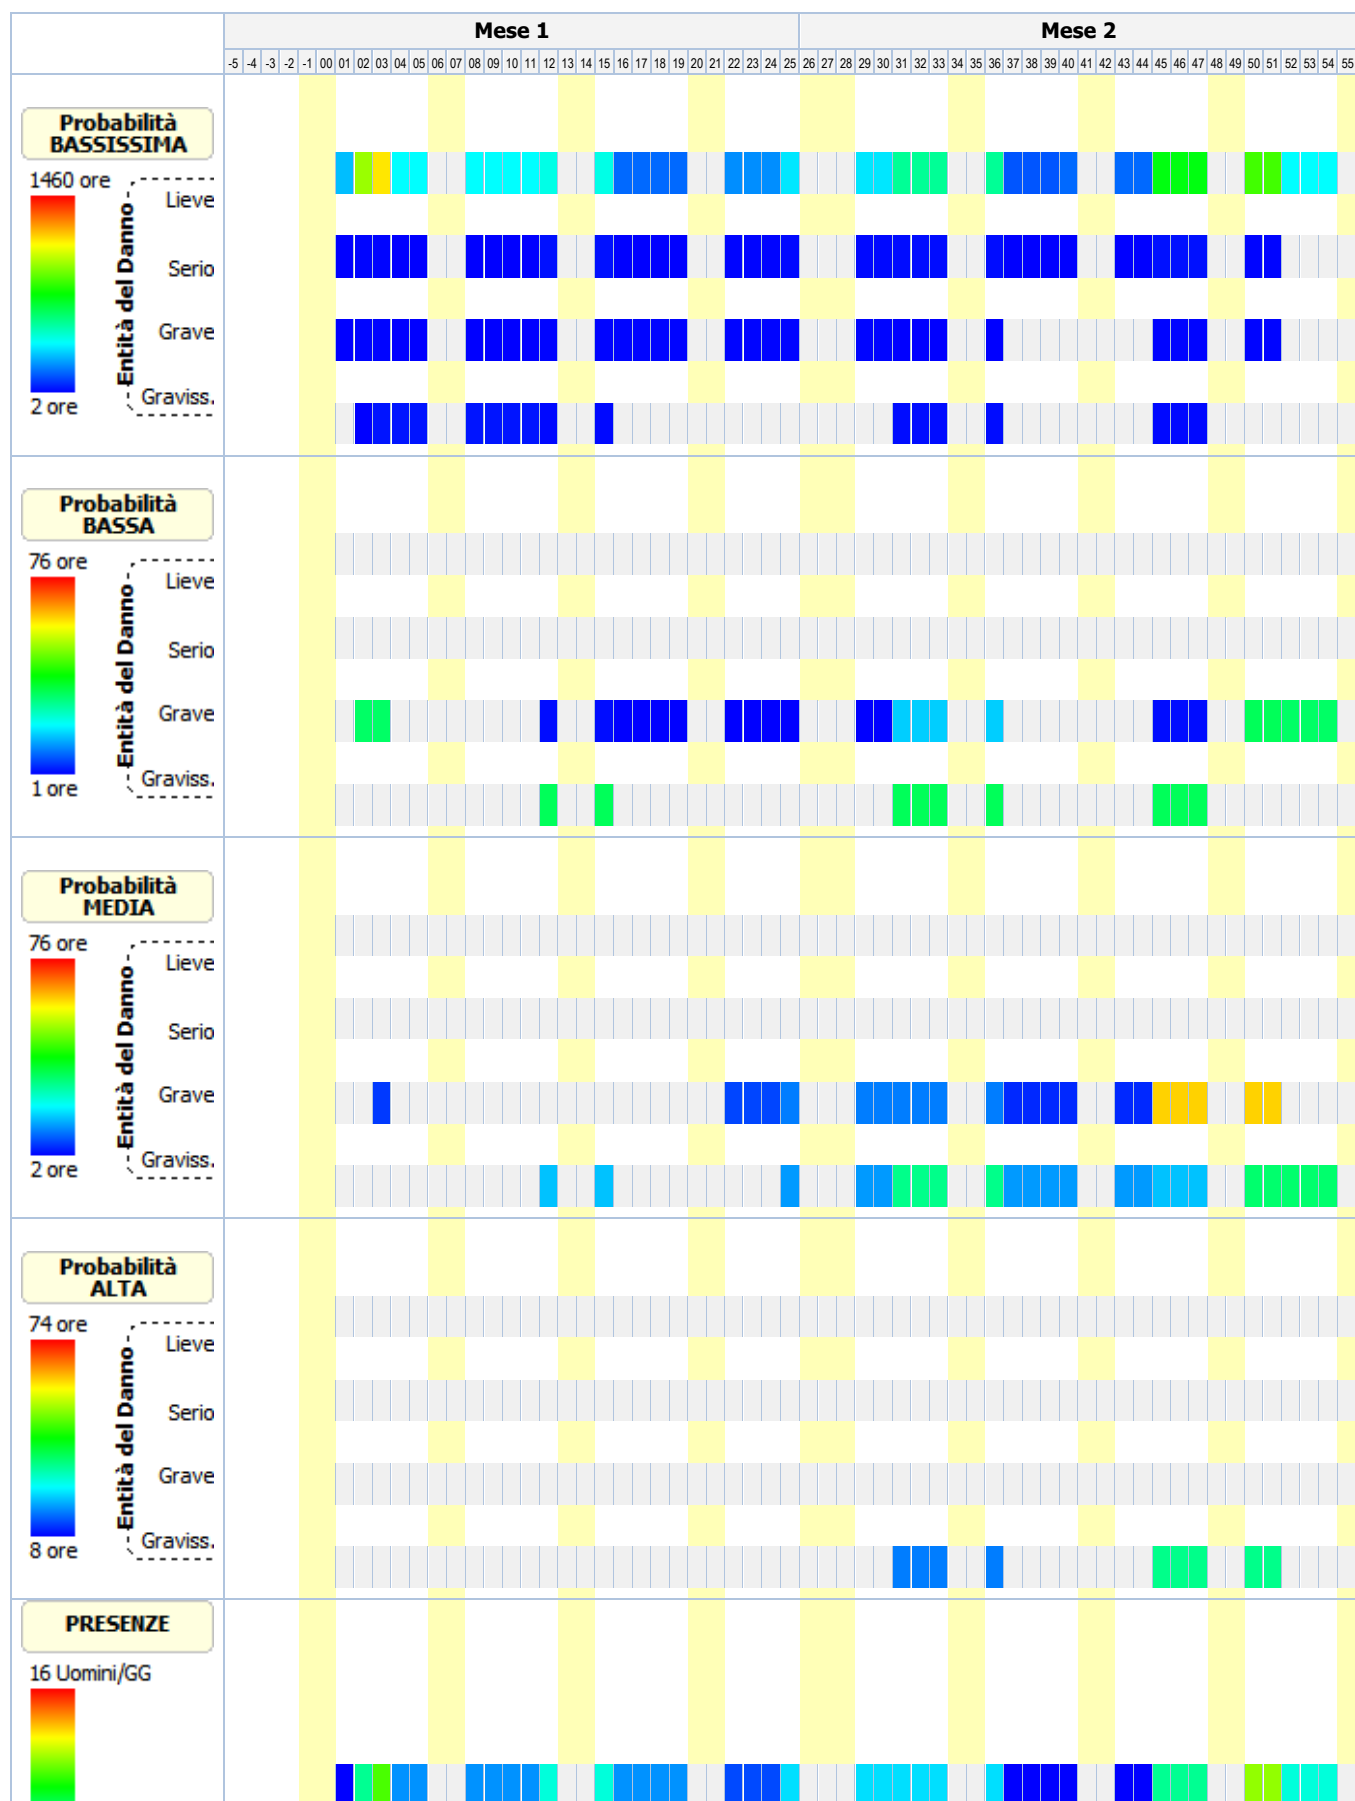 Mese 1 Mese 2
-5 -4 -3 -2 -1 00 01 02 03 04 05 06 07 08 09 10 11 12 13 14 15 16 17 18 19 20 21 22 23 24 25 26 27 28 29 30 31 32 33 34 35 36 37 38 39 40 41 42 43 44 45 46 47 48 49 50 51 52 53 54 55
Probabilità
BASSISSIMA
1460 ore
Entità del Danno
Lieve
Serio
Grave
Graviss.
2 ore
Probabilità
BASSA
76 ore
Entità del Danno
Lieve
Serio
Grave
Graviss.
1 ore
Probabilità
MEDIA
76 ore
Entità del Danno
Lieve
Serio
Grave
Graviss.
2 ore
Probabilità
ALTA
74 ore
Entità del Danno
Lieve
Serio
Grave
Graviss.
8 ore
PRESENZE
16 Uomini/GG